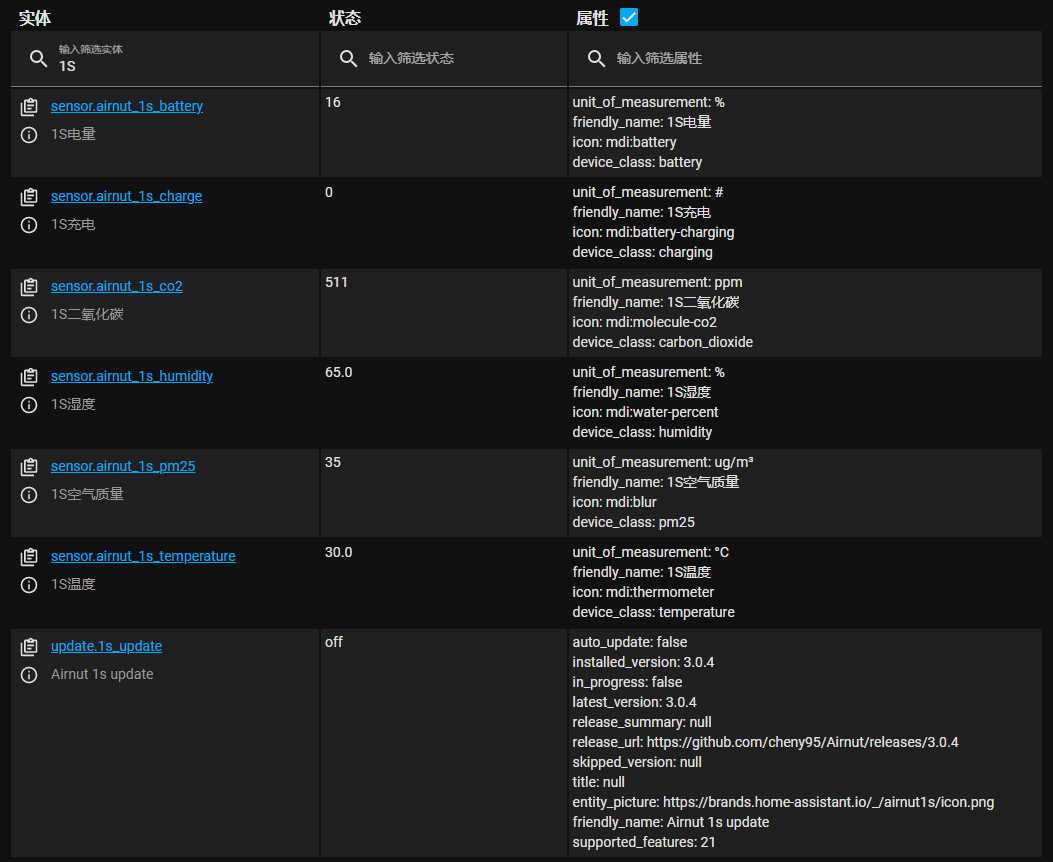 实体 状态 属性
输入筛选实体
1S 输入筛选状态 输入筛选属性
sensor.airnut_1s_battery 16 unit_of_measurement: %
friendly_name: 1S电量
1S电量 icon: mdi:battery
device_class: battery
sensor.airnut_1s_charge 0 unit_of_measurement: #
friendly_name: 1S充电
1S充电 icon: mdi:battery-charging
device_class: charging
sensor.airnut_1s_co2 511 unit_of_measurement: ppm
friendly_name: 1S二氧化碳
1S二氧化碳 icon: mdi:molecule-co2
device_class: carbon_dioxide
sensor.airnut_1s_humidity 65.0 unit_of_measurement: %
friendly_name: 1S湿度
1S湿度 icon: mdi:water-percent
device_class: humidity
sensor.airnut_1s_pm25 35 unit_of_measurement: ug/m³
friendly_name: 1S空气质量
1S空气质量 icon: mdi:blur
device_class: pm25
sensor.airnut_1s_temperature 30.0 unit_of_measurement: °C
friendly_name: 1S温度
1S温度 icon: mdi:thermometer
device_class: temperature
update.1s_update off auto_update: false
installed_version: 3.0.4
Airnut 1s update in_progress: false
latest_version: 3.0.4
release_summary: null
release_url: https://github.com/cheny95/Airnut/releases/3.0.4
skipped_version: null
title: null
entity_picture: https://brands.home-assistant.io/_/airnut1s/icon.png
friendly_name: Airnut 1s update
supported_features: 21